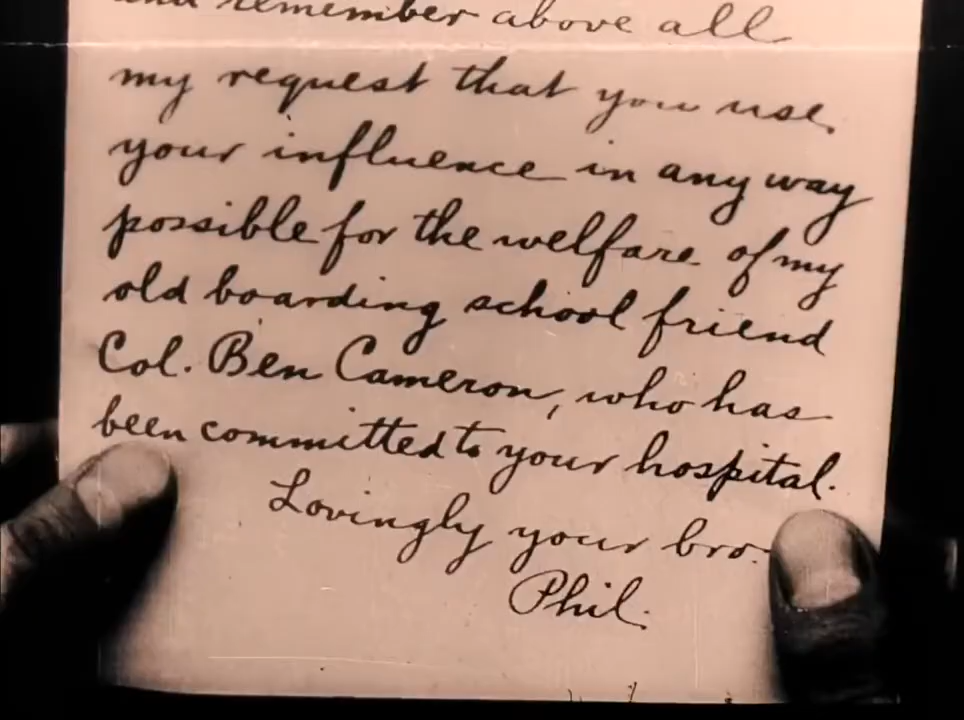 and remember above all
my request that you use
your influence in any way
possible for the welfare of my
old boarding school friend
Col. Ben Cameron, who has
been committed to your hospital.
Lovingly your bro.
Phil.